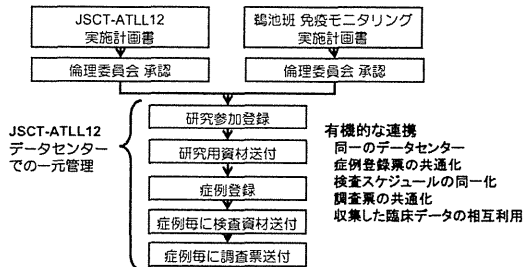 JSCT-ATLL12
実施計画書
鵜池班 免疫モニタリング
実施計画書
倫理委員会 承認
倫理委員会 承認
JSCT-ATLL12
データセンター
での一元管理
研究参加登録
研究用資材送付
症例登録
症例毎に検査資材送付
症例毎に調査票送付
有機的な連携
同一のデータセンター
症例登録票の共通化
検査スケジュールの同一化
調査票の共通化
収集した臨床データの相互利用